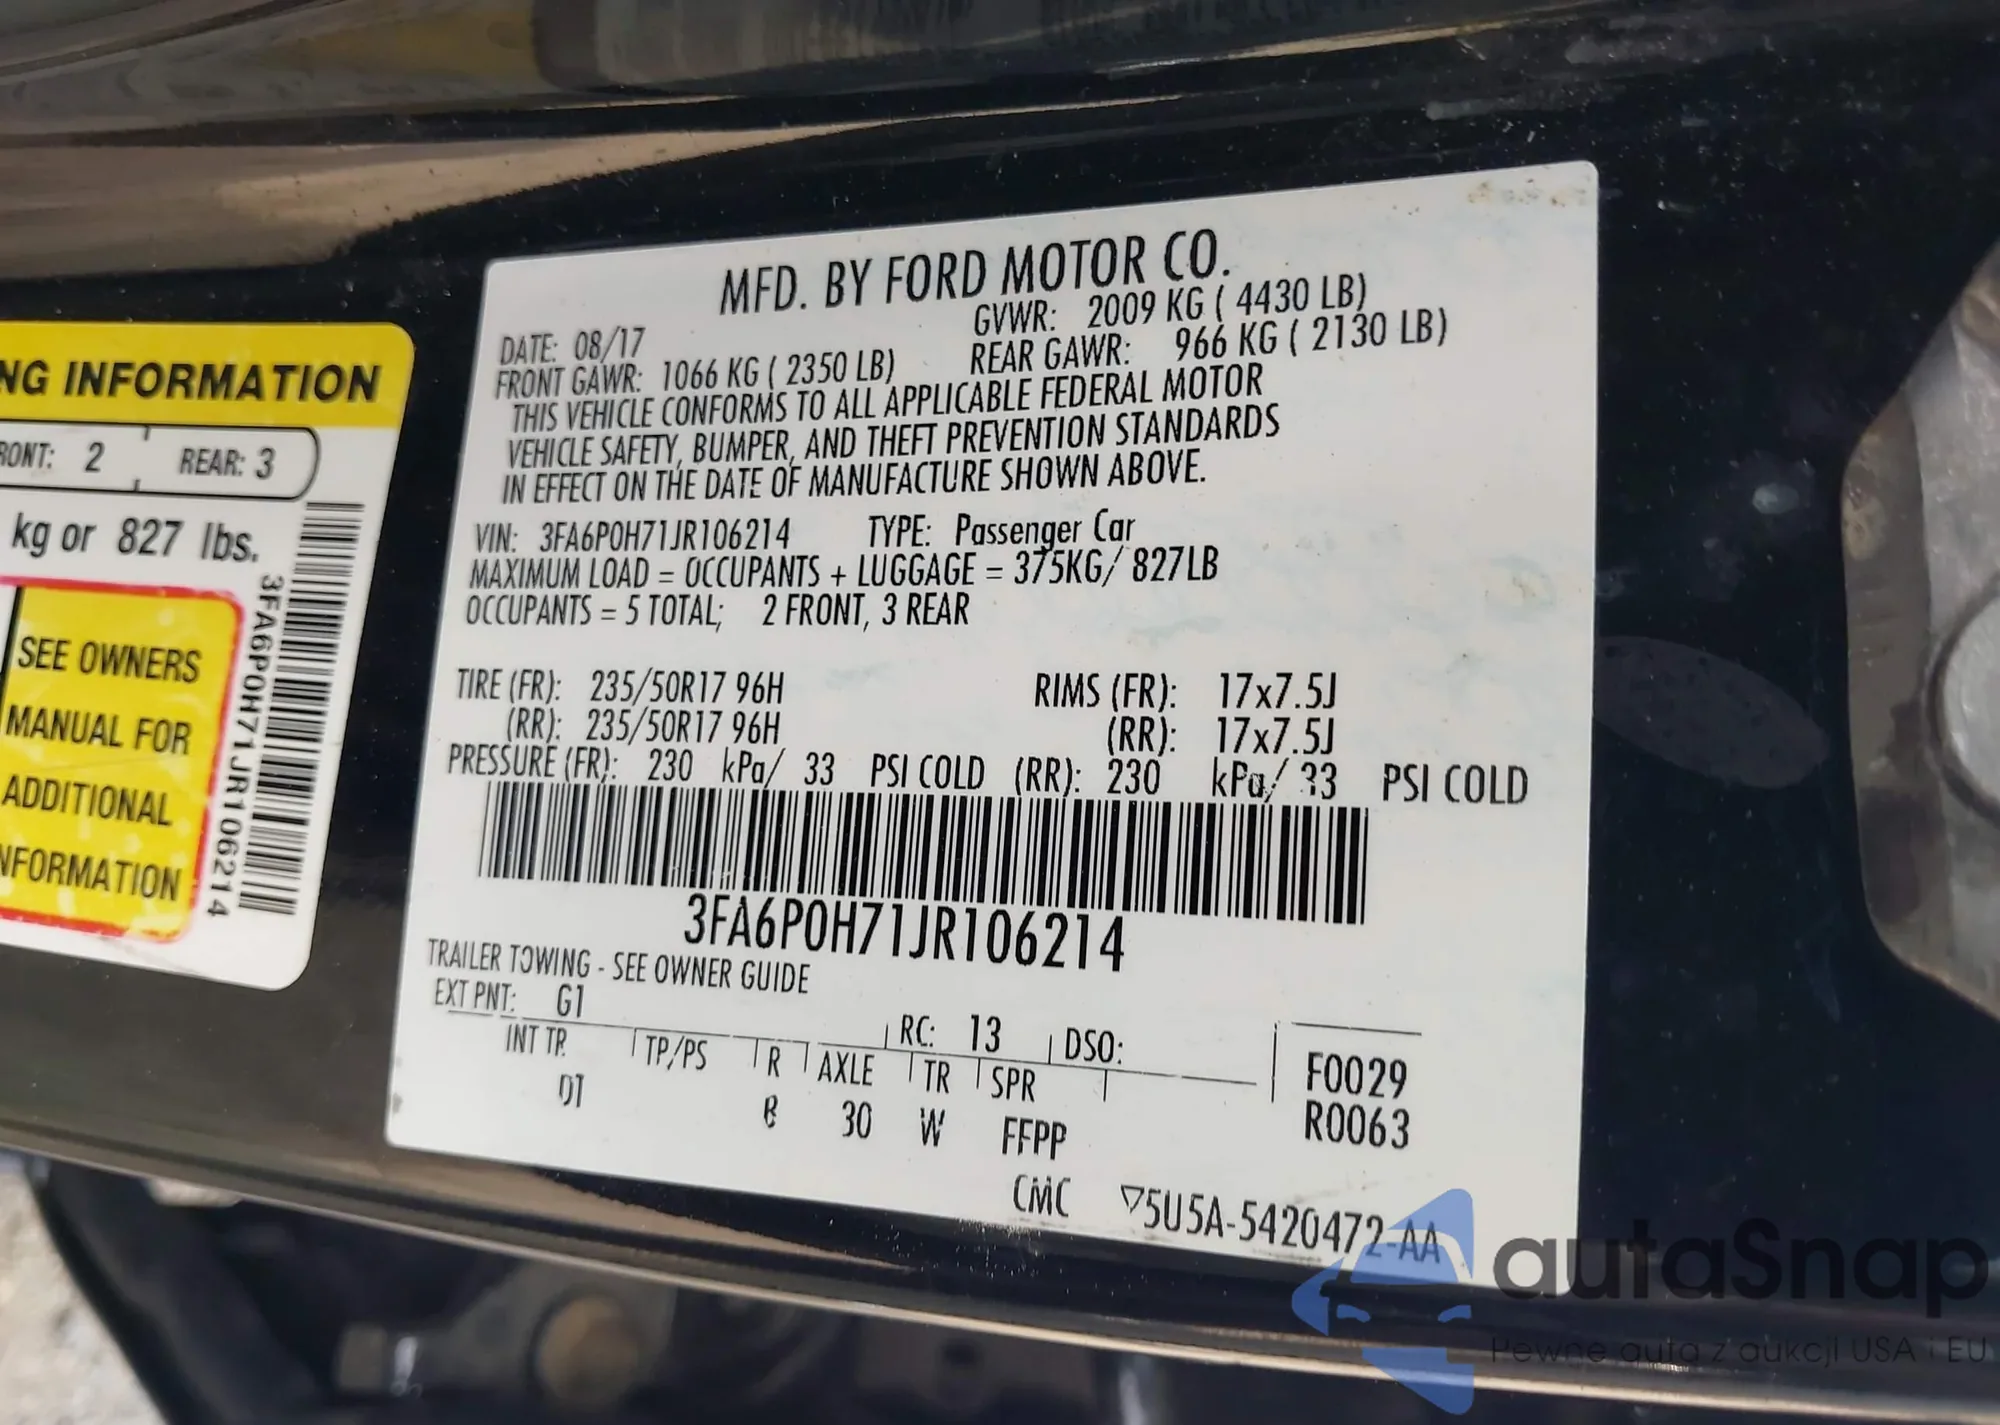 NG INFORMATION
RONT: 2 REAR: 3
kg or 827 lbs.
SEE OWNERS
MANUAL FOR
ADDITIONAL
NFORMATION
3FA6P0H71JR106214
MFD. BY FORD MOTOR CO.
DATE: 08/17 GVWR: 2009 KG ( 4430 LB)
FRONT GAWR: 1066 KG ( 2350 LB) REAR GAWR: 966 KG ( 2130 LB)
THIS VEHICLE CONFORMS TO ALL APPLICABLE FEDERAL MOTOR
VEHICLE SAFETY, BUMPER, AND THEFT PREVENTION STANDARDS
IN EFFECT ON THE DATE OF MANUFACTURE SHOWN ABOVE.
VIN: 3FA6P0H71JR106214 TYPE: Passenger Car
MAXIMUM LOAD = OCCUPANTS + LUGGAGE = 375KG/ 827LB
OCCUPANTS = 5 TOTAL; 2 FRONT, 3 REAR
TIRE (FR): 235/50R17 96H RIMS (FR): 17x7.5J
(RR): 235/50R17 96H (RR): 17x7.5J
PRESSURE (FR): 230 kPa/ 33 PSI COLD (RR): 230 kPa/ 33 PSI COLD
3FA6P0H71JR106214
TRAILER TOWING - SEE OWNER GUIDE
EXT PNT: G1 RC: 13 DSO:
INT TR TP/PS R AXLE TR SPR F0029
DT 30 W FFPP R0063
CMC ▽5U5A-5420472-AA
autaSnap
Pewne auta z aukcji USA i EU